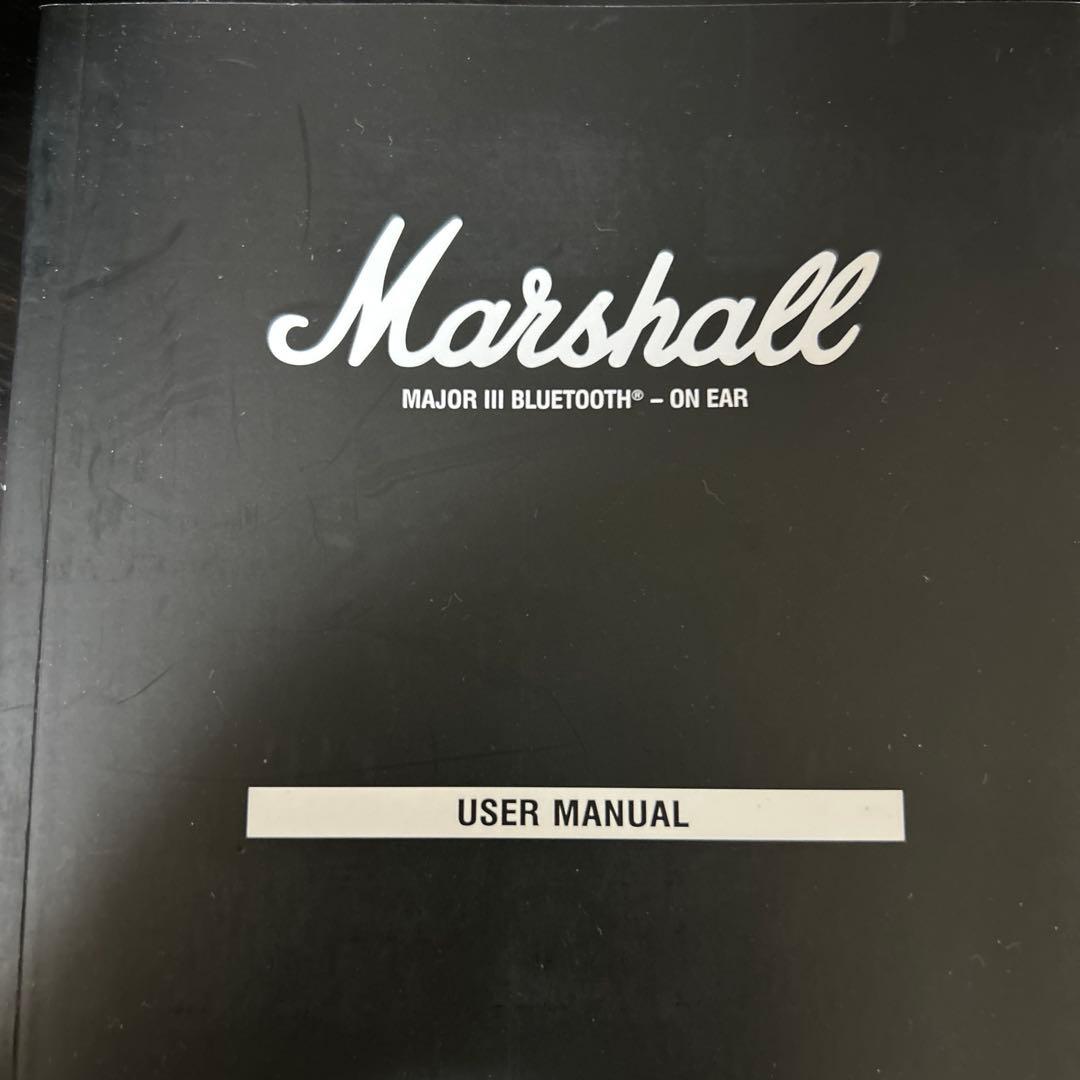 Marshall
MAJOR III BLUETOOTH® – ON EAR
USER MANUAL